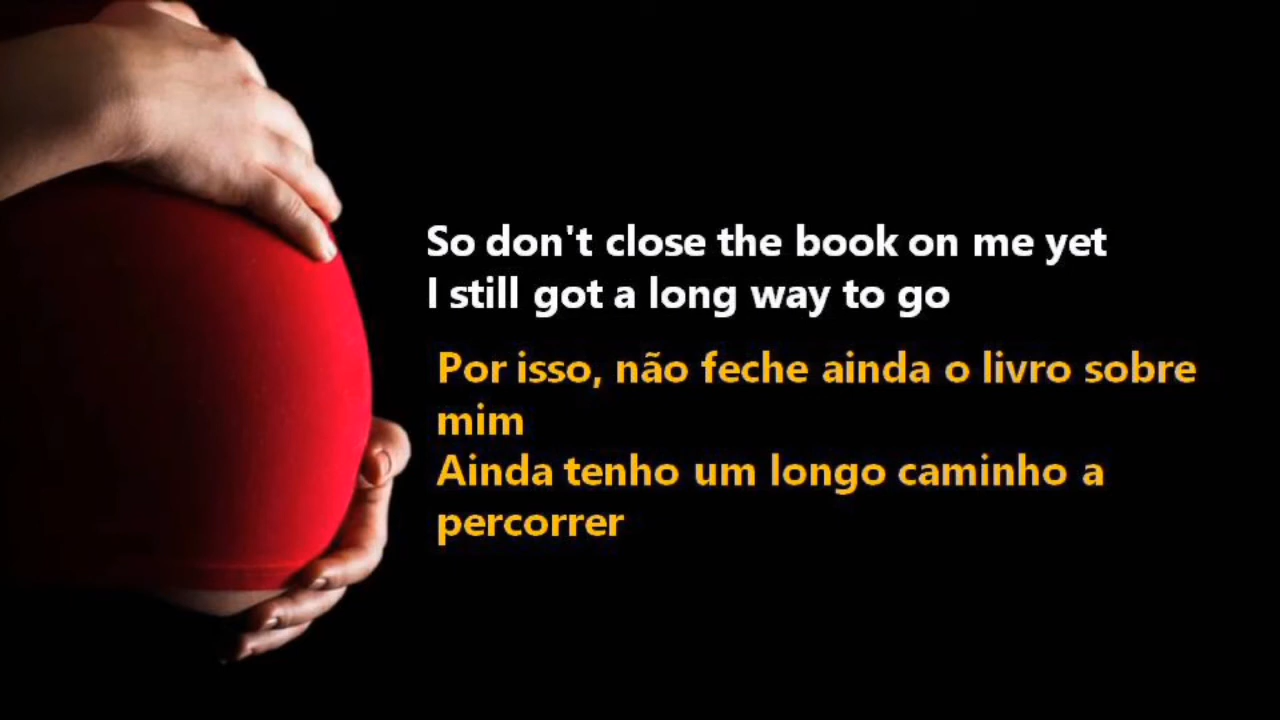 So don't close the book on me yet
I still got a long way to go
Por isso, não feche ainda o livro sobre
mim
Ainda tenho um longo caminho a
percorrer